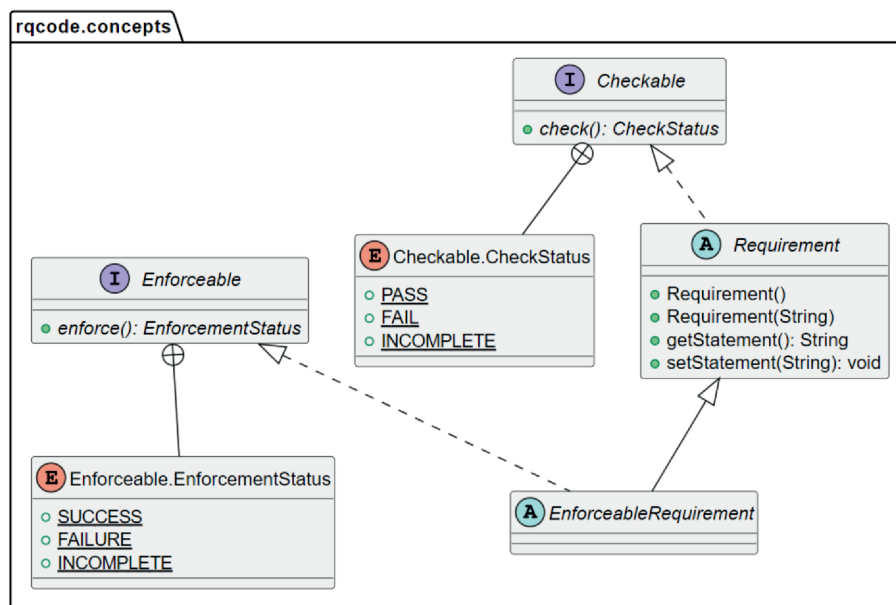 rqcode.concepts
I Checkable
check(): CheckStatus
E Checkable.CheckStatus
PASS
FAIL
INCOMPLETE
A Requirement
Requirement()
Requirement(String)
getStatement(): String
setStatement(String): void
I Enforceable
enforce(): EnforcementStatus
E Enforceable.EnforcementStatus
SUCCESS
FAILURE
INCOMPLETE
A EnforceableRequirement